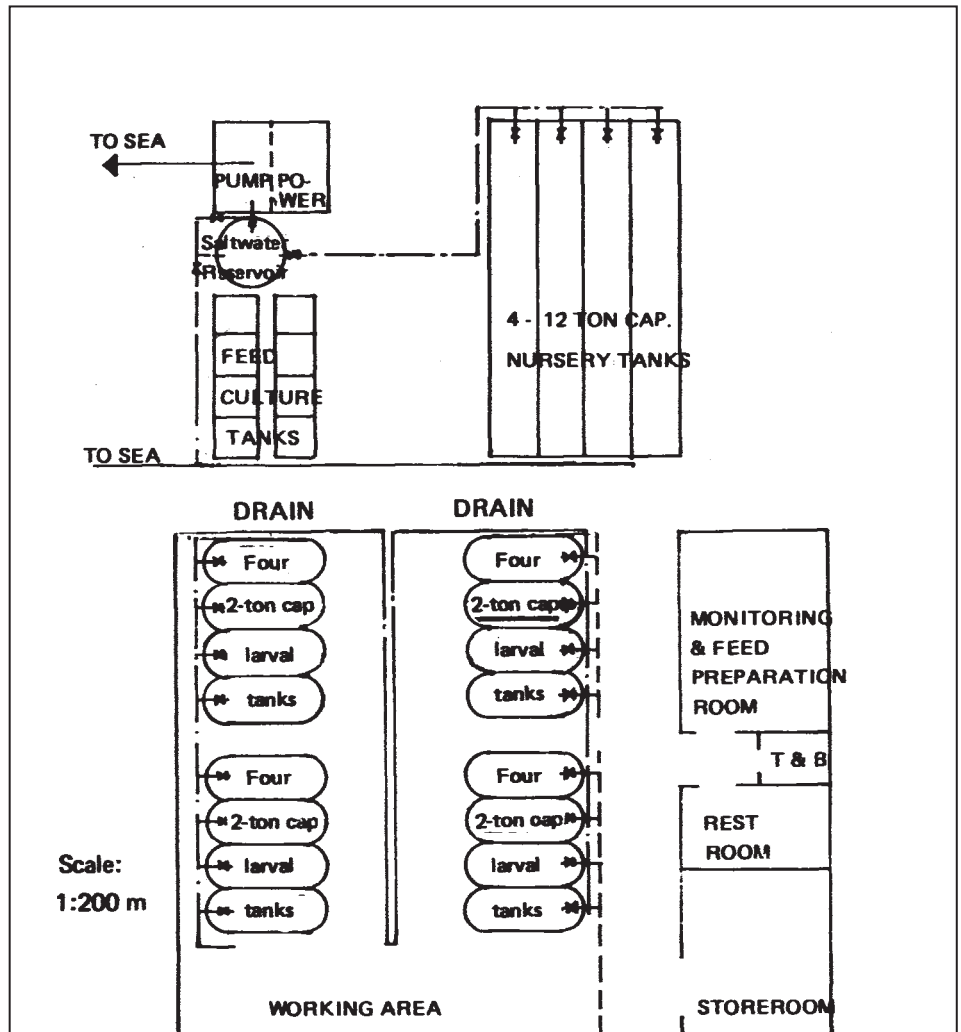 TO SEA
PUMP PO-
WER
Saltwater
Reservoir
4 - 12 TON CAP.
NURSERY TANKS
FEED
CULTURE
TANKS
TO SEA
DRAIN
DRAIN
Four
2-ton cap
larval
tanks
Four
2-ton cap
larval
tanks
Four
2-ton cap
larval
tanks
Four
2-ton oap
larval
tanks
MONITORING
& FEED
PREPARATION
ROOM
T & B
REST
ROOM
Scale:
1:200 m
WORKING AREA
STOREROOM